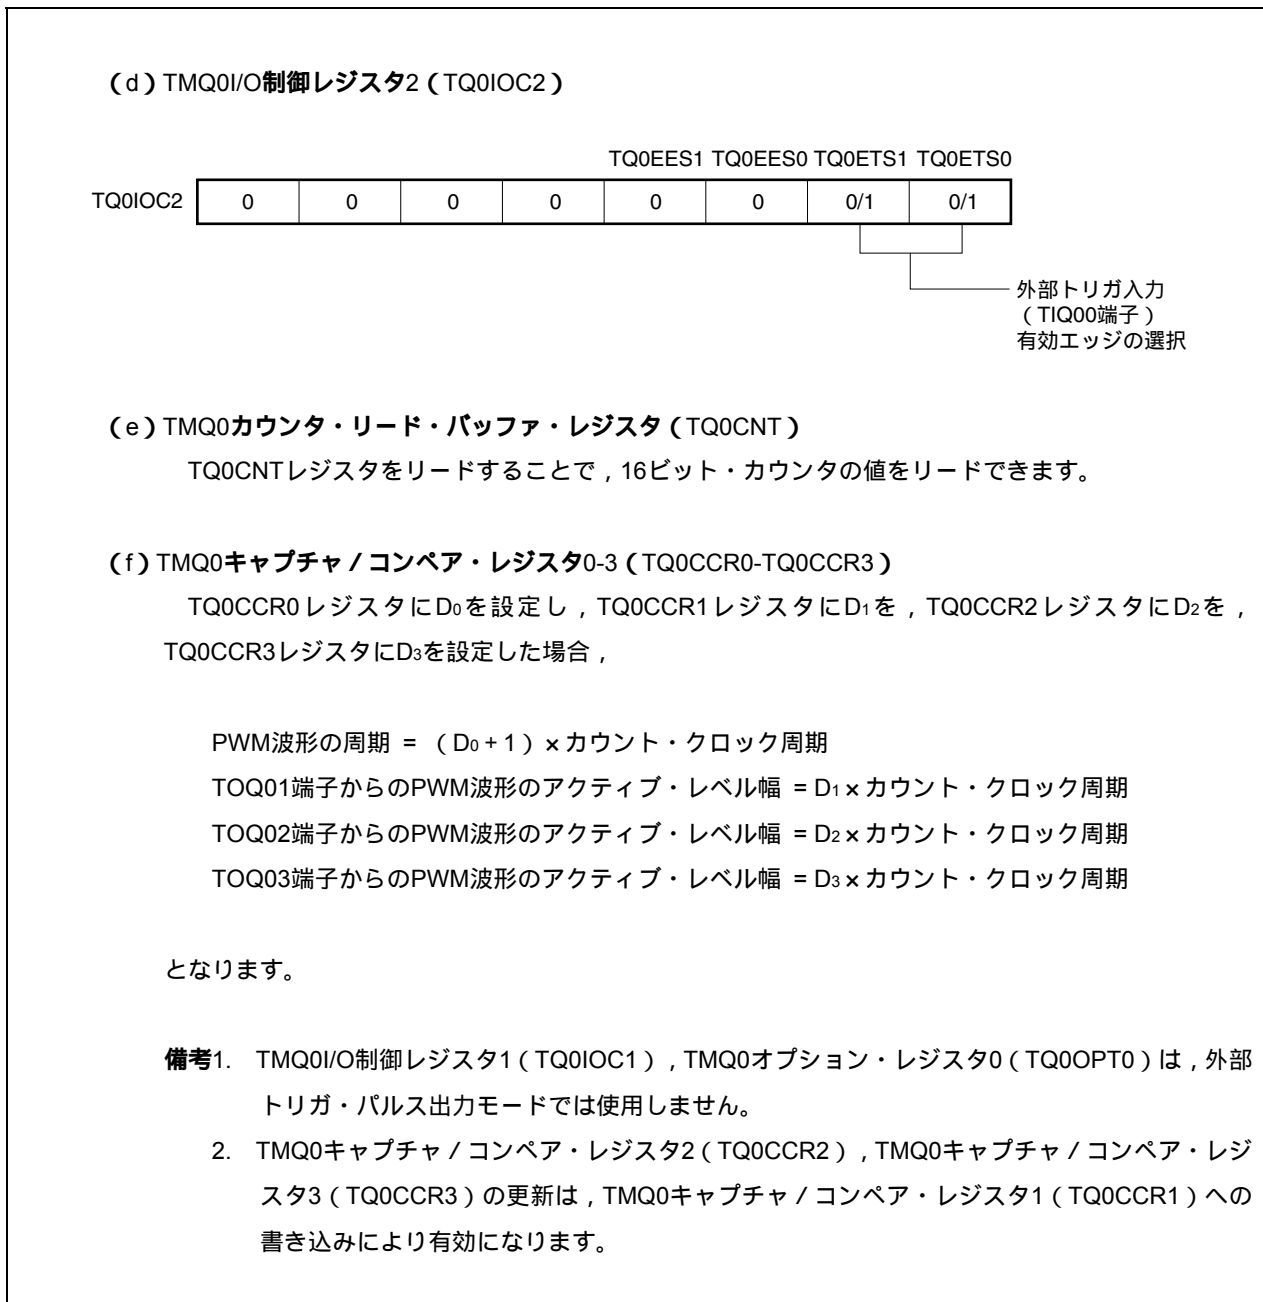 （d）TMQ0I/O制御レジスタ2（TQ0IOC2）
TQ0EES1 TQ0EES0 TQ0ETS1 TQ0ETS0
TQ0IOC2 0 0 0 0 0 0 0/1 0/1
外部トリガ入力
（TIQ00端子）
有効エッジの選択
（e）TMQ0カウンタ・リード・バッファ・レジスタ（TQ0CNT）
TQ0CNTレジスタをリードすることで，16ビット・カウンタの値をリードできます。
（f）TMQ0キャプチャ／コンペア・レジスタ0-3（TQ0CCR0-TQ0CCR3）
TQ0CCR0レジスタにD0を設定し，TQ0CCR1レジスタにD1を，TQ0CCR2レジスタにD2を，
TQ0CCR3レジスタにD3を設定した場合，
PWM波形の周期 = （D0＋1）×カウント・クロック周期
TOQ01端子からのPWM波形のアクティブ・レベル幅 = D1×カウント・クロック周期
TOQ02端子からのPWM波形のアクティブ・レベル幅 = D2×カウント・クロック周期
TOQ03端子からのPWM波形のアクティブ・レベル幅 = D3×カウント・クロック周期
となります。
備考1. TMQ0I/O制御レジスタ1（TQ0IOC1），TMQ0オプション・レジスタ0（TQ0OPT0）は，外部
トリガ・パルス出力モードでは使用しません。
2. TMQ0キャプチャ／コンペア・レジスタ2（TQ0CCR2），TMQ0キャプチャ／コンペア・レジ
スタ3（TQ0CCR3）の更新は，TMQ0キャプチャ／コンペア・レジスタ1（TQ0CCR1）への
書き込みにより有効になります。